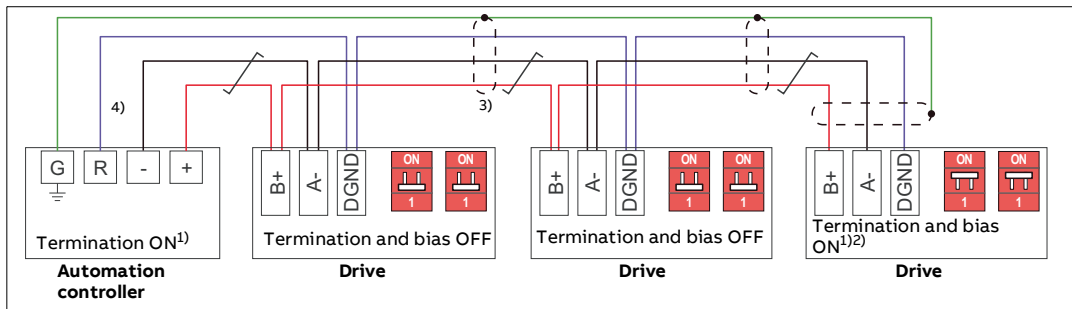 4)
3)
G
R
-
+
Termination ON1)
Automation
controller
B+
A-
DGND
ON
1
ON
1
Termination and bias OFF
Drive
B+
A-
DGND
ON
1
ON
1
Termination and bias OFF
Drive
B+
A-
DGND
ON
1
ON
1
Termination and bias
ON1)2)
Drive